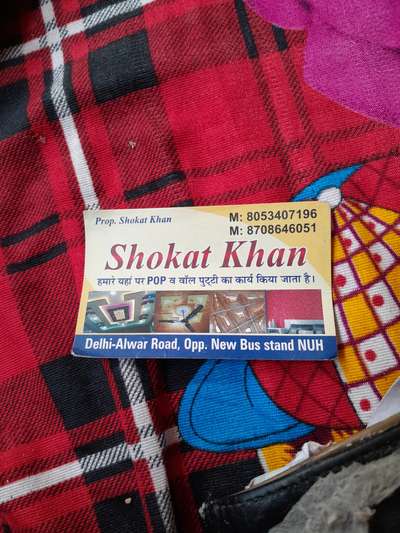 Prop. Shokat Khan
M: 8053407196
M: 8708646051
Shokat Khan
हमारे यहां पर POP व वॉल पुट्टी का कार्य किया जाता है।
Delhi-Alwar Road, Opp. New Bus stand NUH